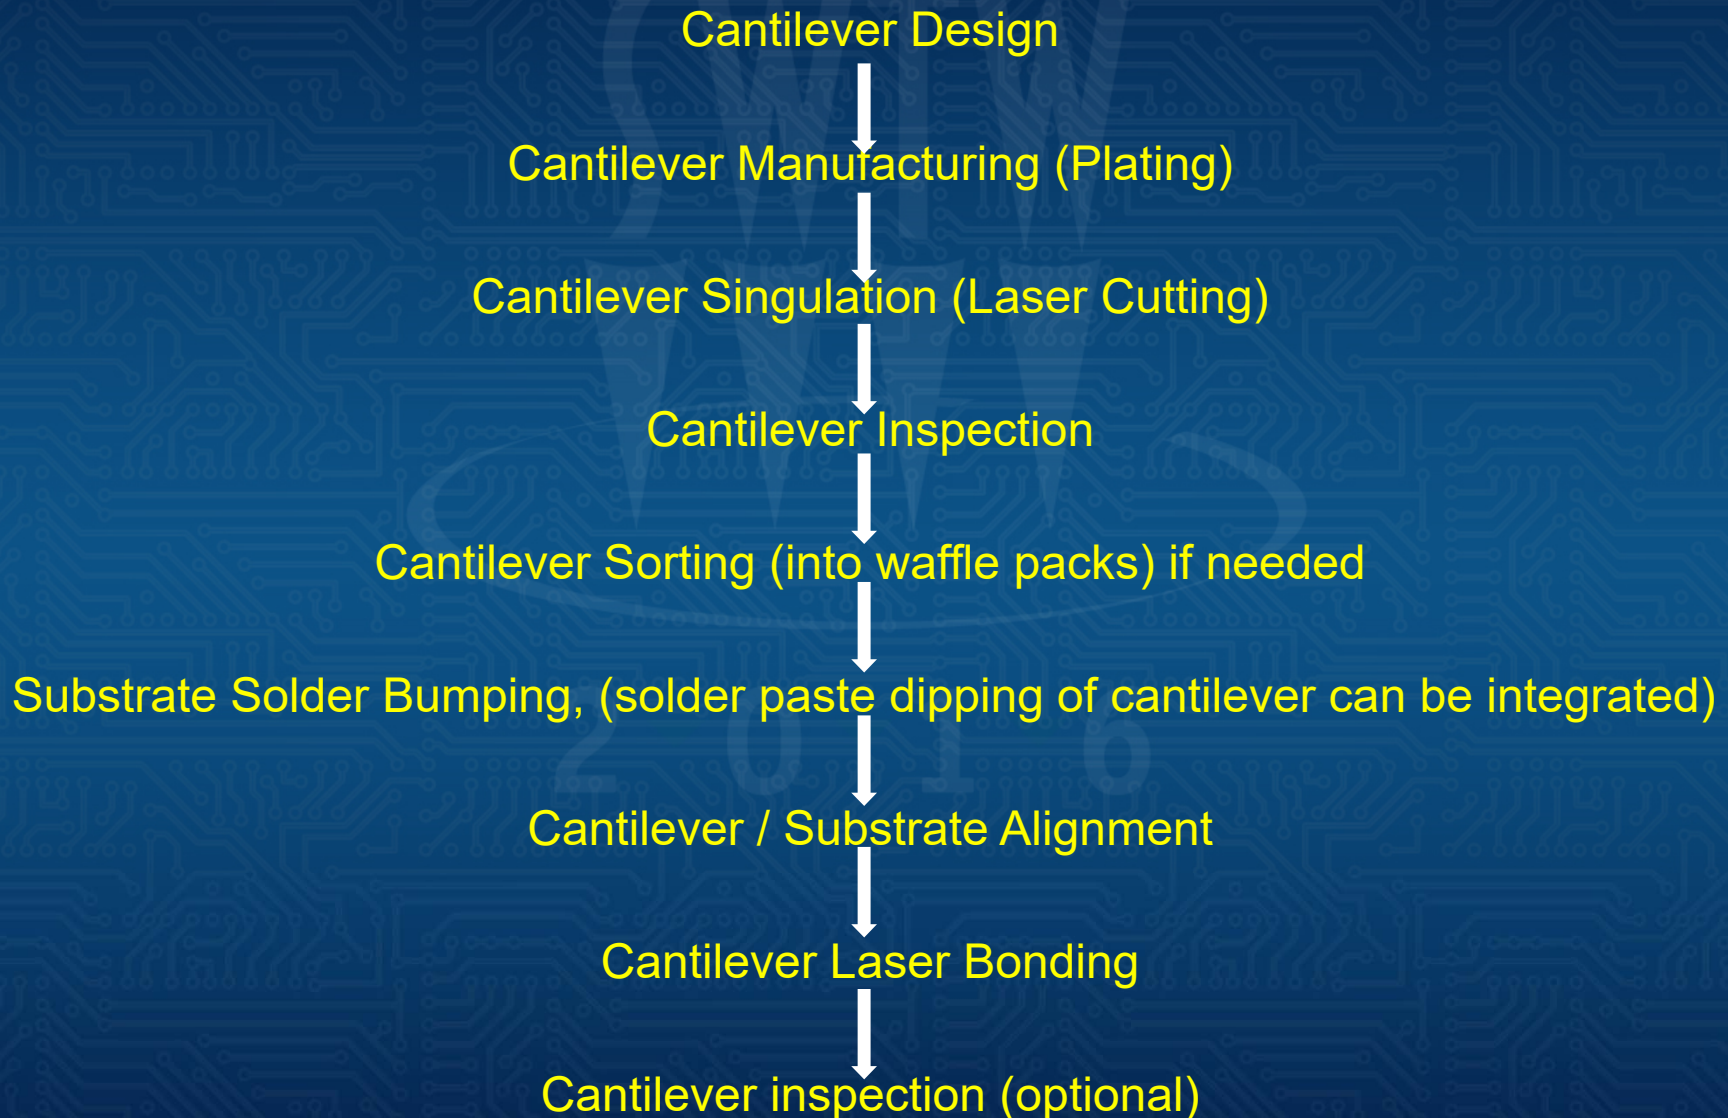 Cantilever Design
Cantilever Manufacturing (Plating)
Cantilever Singulation (Laser Cutting)
Cantilever Inspection
Cantilever Sorting (into waffle packs) if needed
Substrate Solder Bumping, (solder paste dipping of cantilever can be integrated)
2016
Cantilever / Substrate Alignment
Cantilever Laser Bonding
Cantilever inspection (optional)